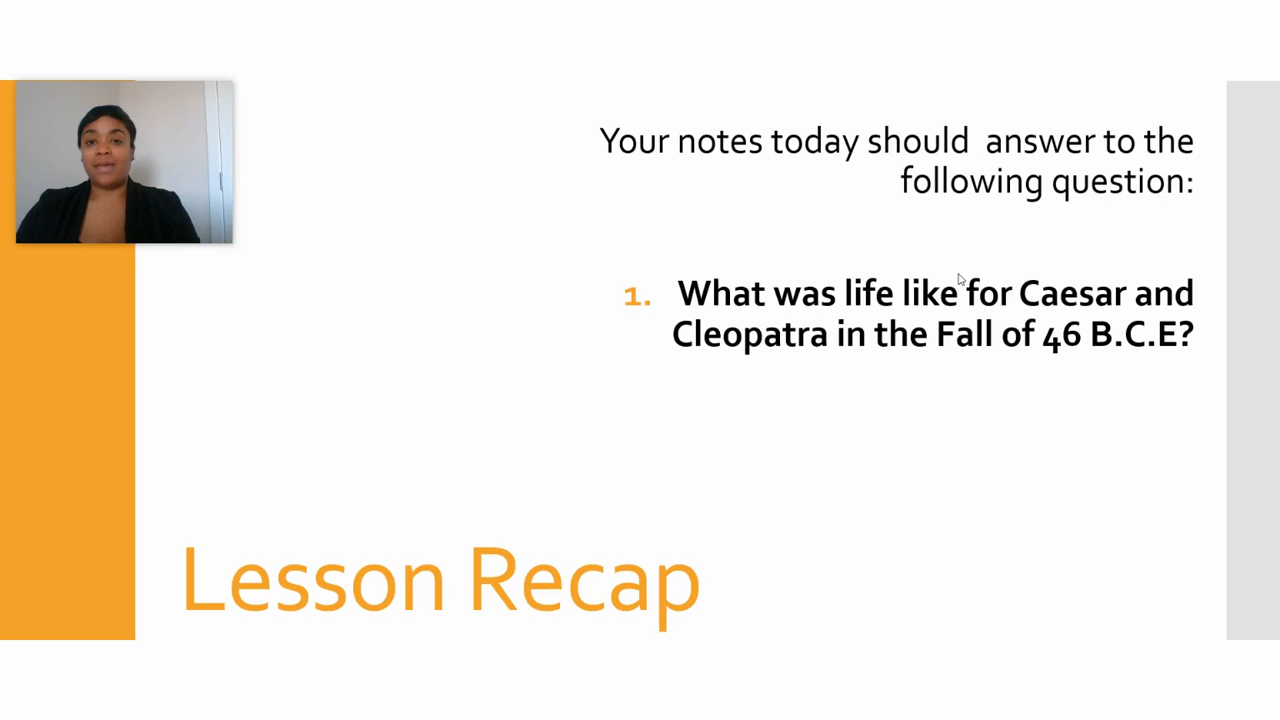 Your notes today should  answer to the
following question:
1. What was life like for Caesar and
Cleopatra in the Fall of 46 B.C.E?
Lesson Recap